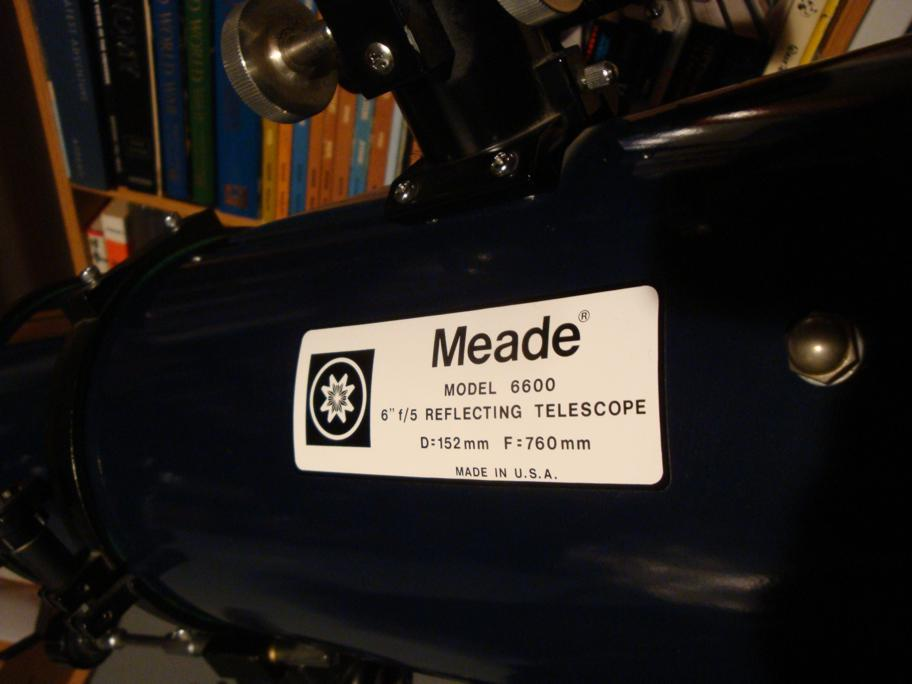 Meade®
MODEL 6600
6" f/5 REFLECTING TELESCOPE
D=152mm F=760mm
MADE IN U.S.A.